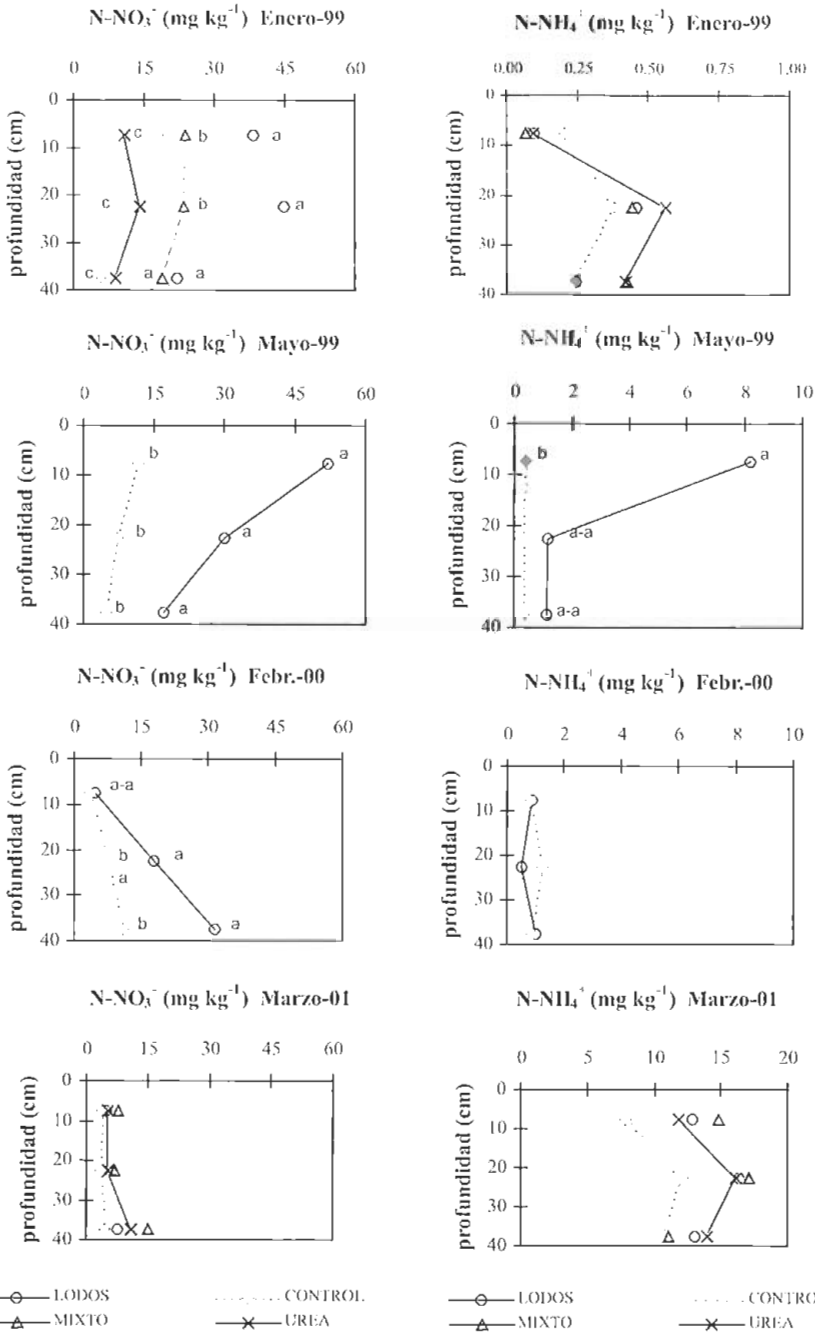 N-NO₃⁻ (mg kg⁻¹) Enero-99
0 15 30 45 60
profundidad (cm)
0
10
20
30
40
c b a
c b a
c a a
N-NH₄⁺ (mg kg⁻¹) Enero-99
0,00 0,25 0,50 0,75 1,00
profundidad (cm)
0
10
20
30
40
N-NO₃⁻ (mg kg⁻¹) Mayo-99
0 15 30 45 60
profundidad (cm)
0
10
20
30
40
b a
b a
b a
N-NH₄⁺ (mg kg⁻¹) Mayo-99
0 2 4 6 8 10
profundidad (cm)
0
10
20
30
40
b a
a-a
a-a
N-NO₃⁻ (mg kg⁻¹) Febr.-00
0 15 30 45 60
profundidad (cm)
0
10
20
30
40
a-a
b a
a
b a
N-NH₄⁺ (mg kg⁻¹) Febr.-00
0 2 4 6 8 10
profundidad (cm)
0
10
20
30
40
N-NO₃⁻ (mg kg⁻¹) Marzo-01
0 15 30 45 60
profundidad (cm)
0
10
20
30
40
N-NH₄⁺ (mg kg⁻¹) Marzo-01
0 5 10 15 20
profundidad (cm)
0
10
20
30
40
LODOS CONTROL
MIXTO UREA
LODOS CONTRO
MIXTO UREA